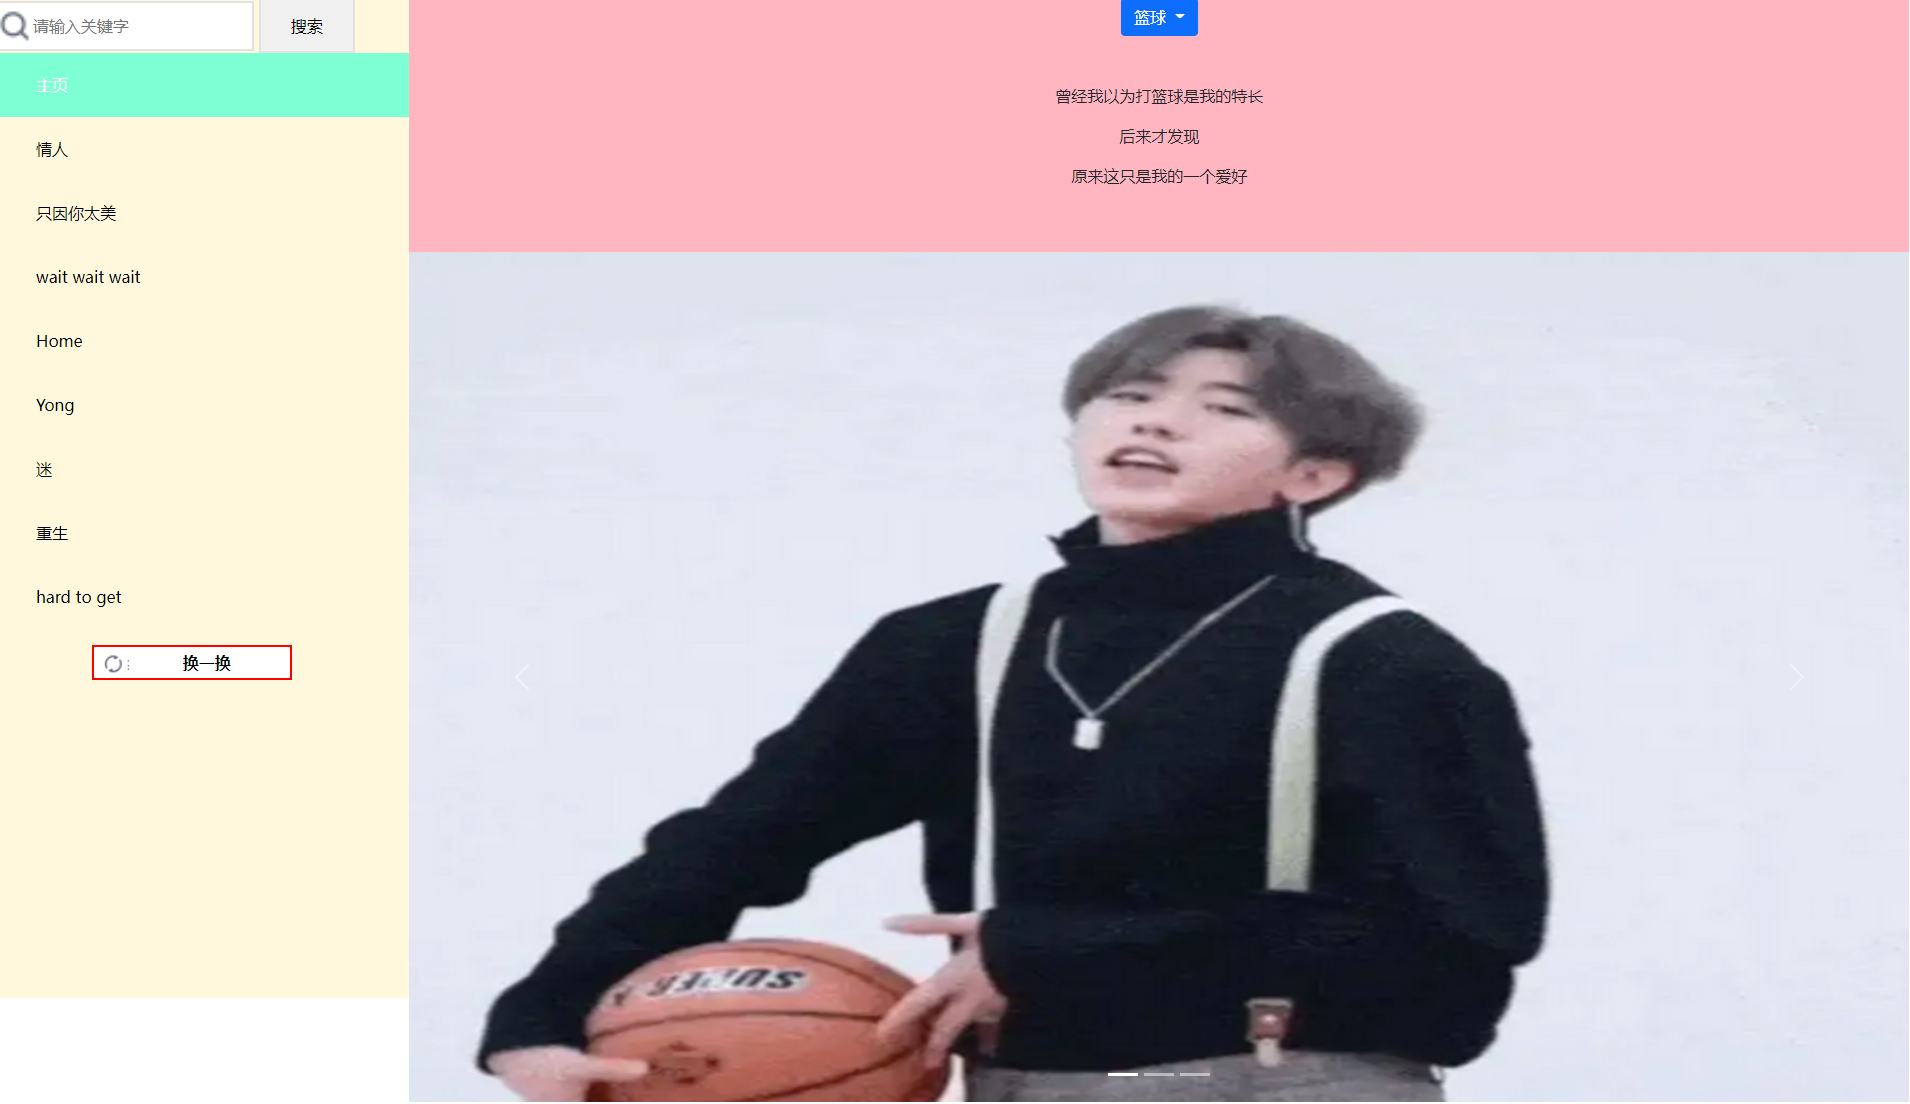 请输入关键字
搜索
主页
情人
只因你太美
wait wait wait
Home
Yong
迷
重生
hard to get
换一换
篮球
曾经我以为打篮球是我的特长
后来才发现
原来这只是我的一个爱好
SUPER